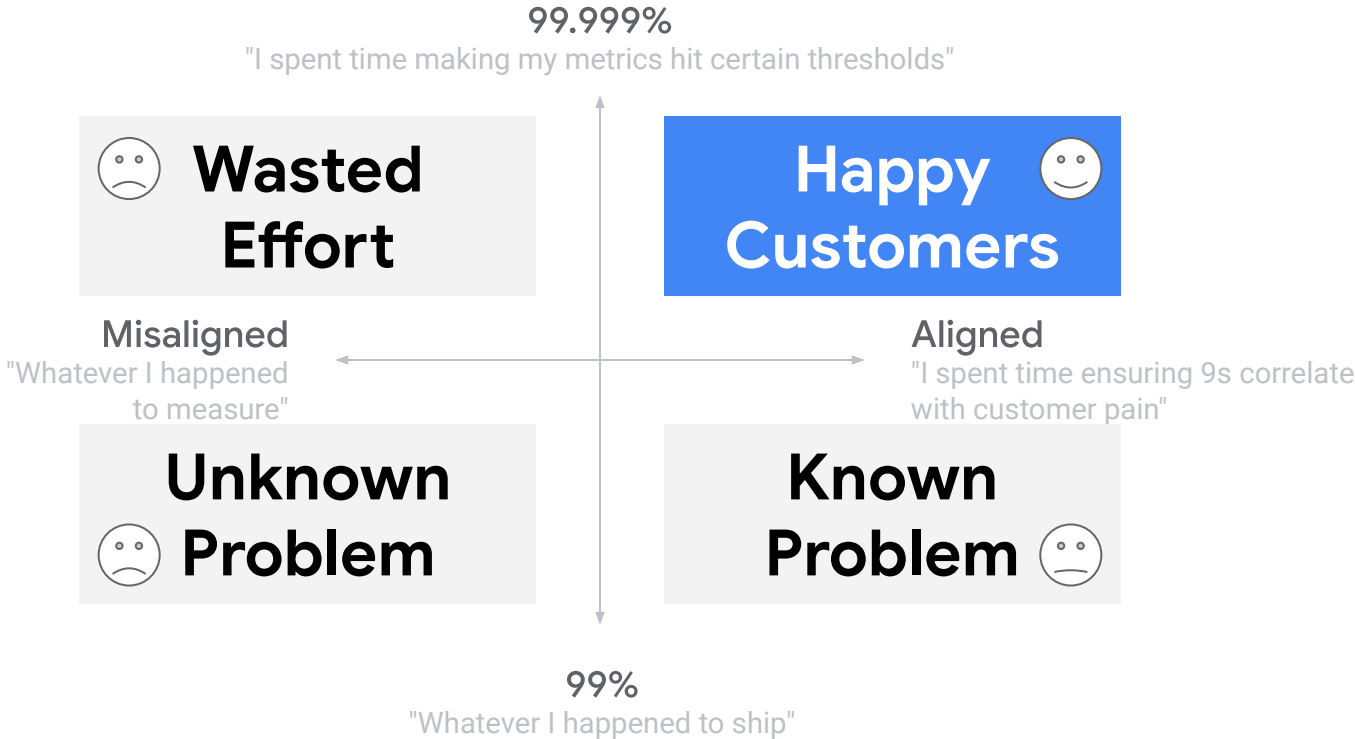 99.999%
"I spent time making my metrics hit certain thresholds"
Wasted
Effort
Happy
Customers
Misaligned
"Whatever I happened
to measure"
Aligned
"I spent time ensuring 9s correlate
with customer pain"
Unknown
Problem
Known
Problem
99%
"Whatever I happened to ship"